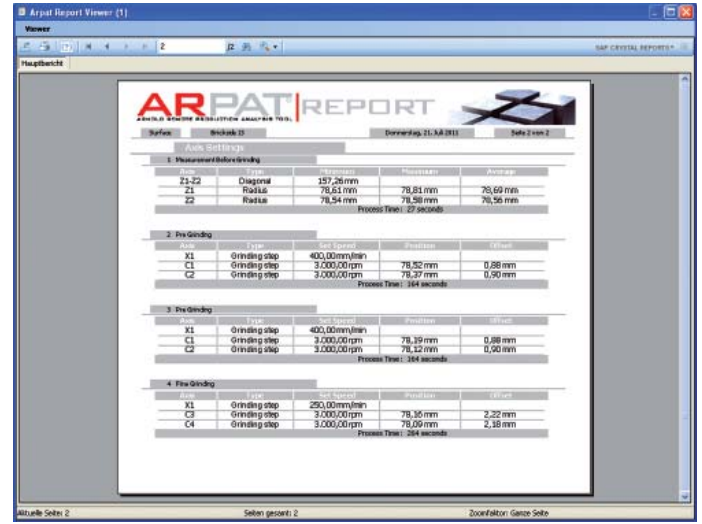 Arpat Report Viewer (1)
Viewer
2 /2 SAP CRYSTAL REPORTS®
Hauptbericht
ARPAT REPORT
ARNOLD REMOTE PRODUCTION ANALYSIS TOOL
Surface Brickside 13 Donnerstag, 21. Juli 2011 Seite 2 von 2
Axis Settings
1 Measurement Before Grinding
Axis Type Minimum Maximum Average
Z1-Z2 Diagonal 157,26 mm
Z1 Radius 78,61 mm 78,81 mm 78,69 mm
Z2 Radius 78,54 mm 78,58 mm 78,56 mm
Process Time: 27 seconds
2 Pre Grinding
Axis Type Set Speed Position Offset
X1 Grinding step 400,00 mm/min
C1 Grinding step 3.000,00 rpm 78,52 mm 0,88 mm
C2 Grinding step 3.000,00 rpm 78,37 mm 0,90 mm
Process Time: 164 seconds
3 Pre Grinding
Axis Type Set Speed Position Offset
X1 Grinding step 400,00 mm/min
C1 Grinding step 3.000,00 rpm 78,19 mm 0,88 mm
C2 Grinding step 3.000,00 rpm 78,12 mm 0,90 mm
Process Time: 164 seconds
4 Fine Grinding
Axis Type Set Speed Position Offset
X1 Grinding step 250,00 mm/min
C3 Grinding step 3.000,00 rpm 78,16 mm 2,22 mm
C4 Grinding step 3.000,00 rpm 78,09 mm 2,18 mm
Process Time: 264 seconds
Aktuelle Seite: 2 Seiten gesamt: 2 Zoomfaktor: Ganze Seite